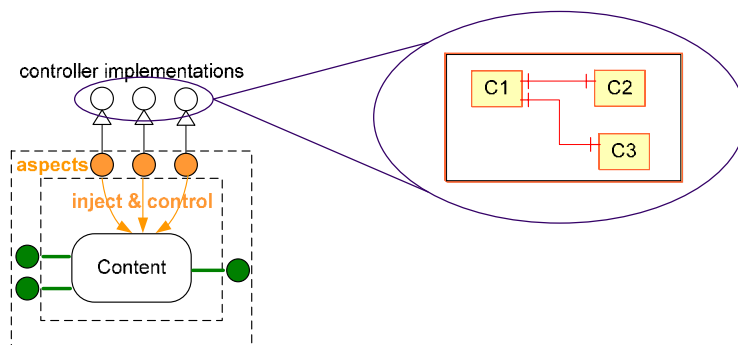 controller implementations
C1
C2
C3
aspects
inject & control
Content